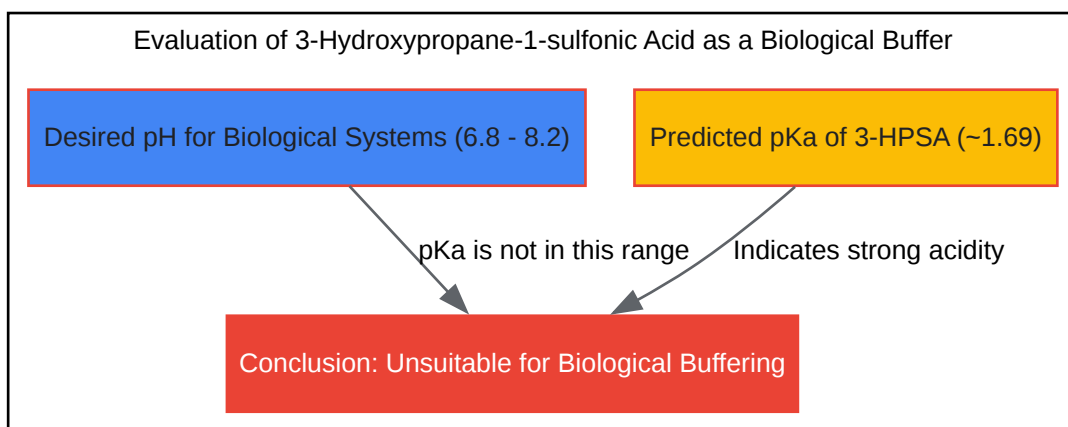 Evaluation of 3-Hydroxypropane-1-sulfonic Acid as a Biological Buffer
Desired pH for Biological Systems (6.8 - 8.2)
Predicted pKa of 3-HPSA (~1.69)
pKa is not in this range
Indicates strong acidity
Conclusion: Unsuitable for Biological Buffering